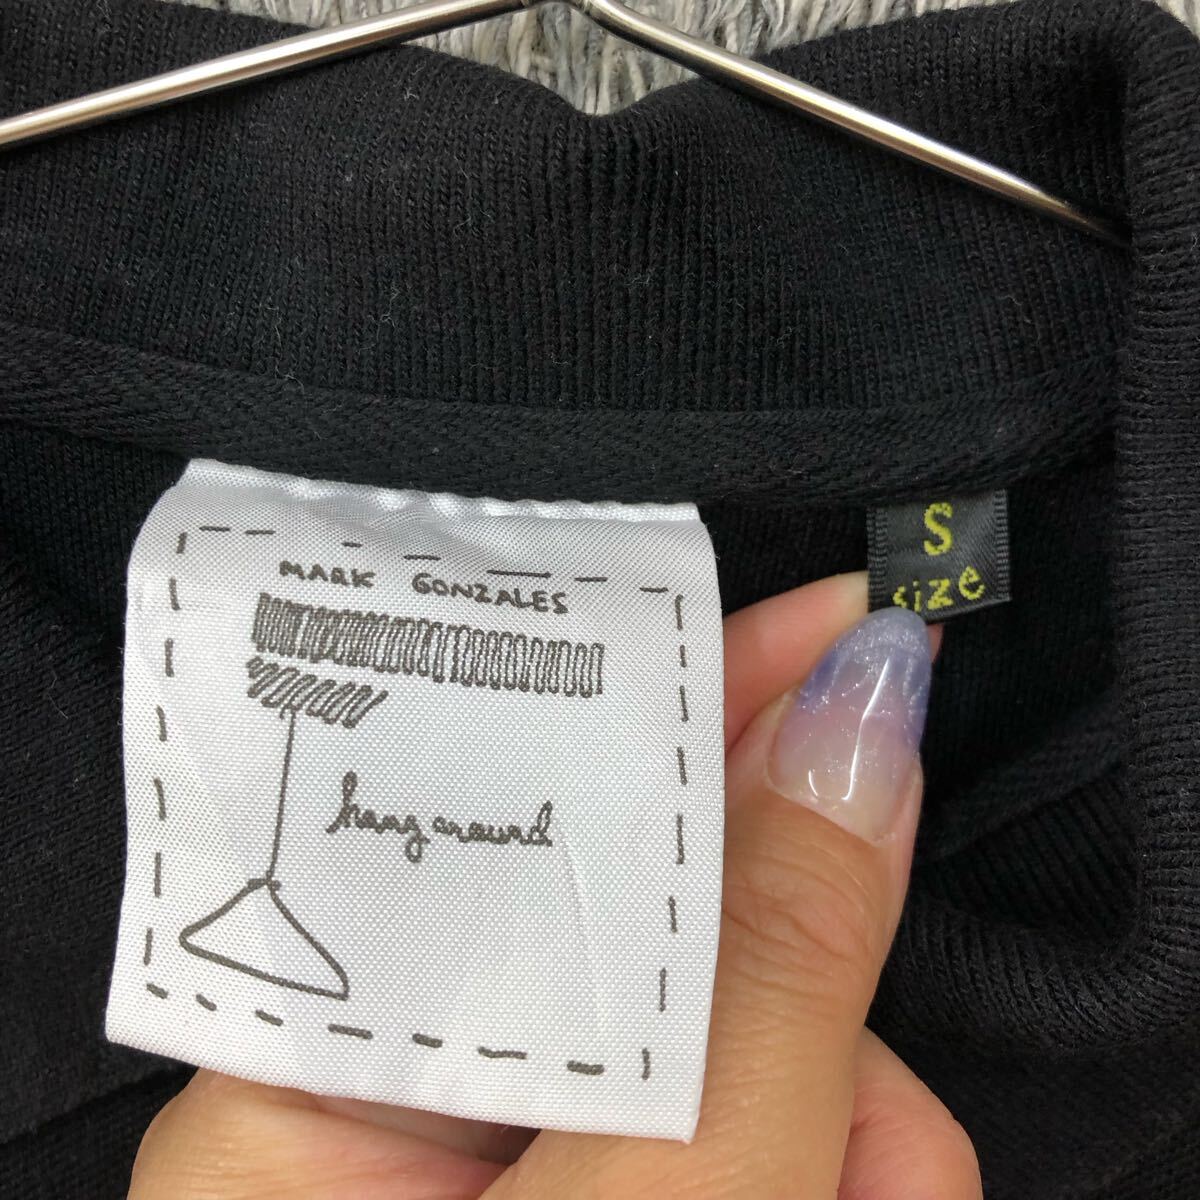 MARK GONZALES
hang around
S
size